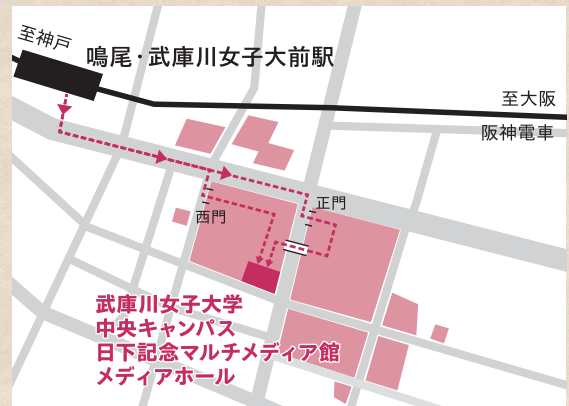 至神戸
鳴尾・武庫川女子大前駅
至大阪
阪神電車
正門
西門
武庫川女子大学
中央キャンパス
日下記念マルチメディア館
メディアホール